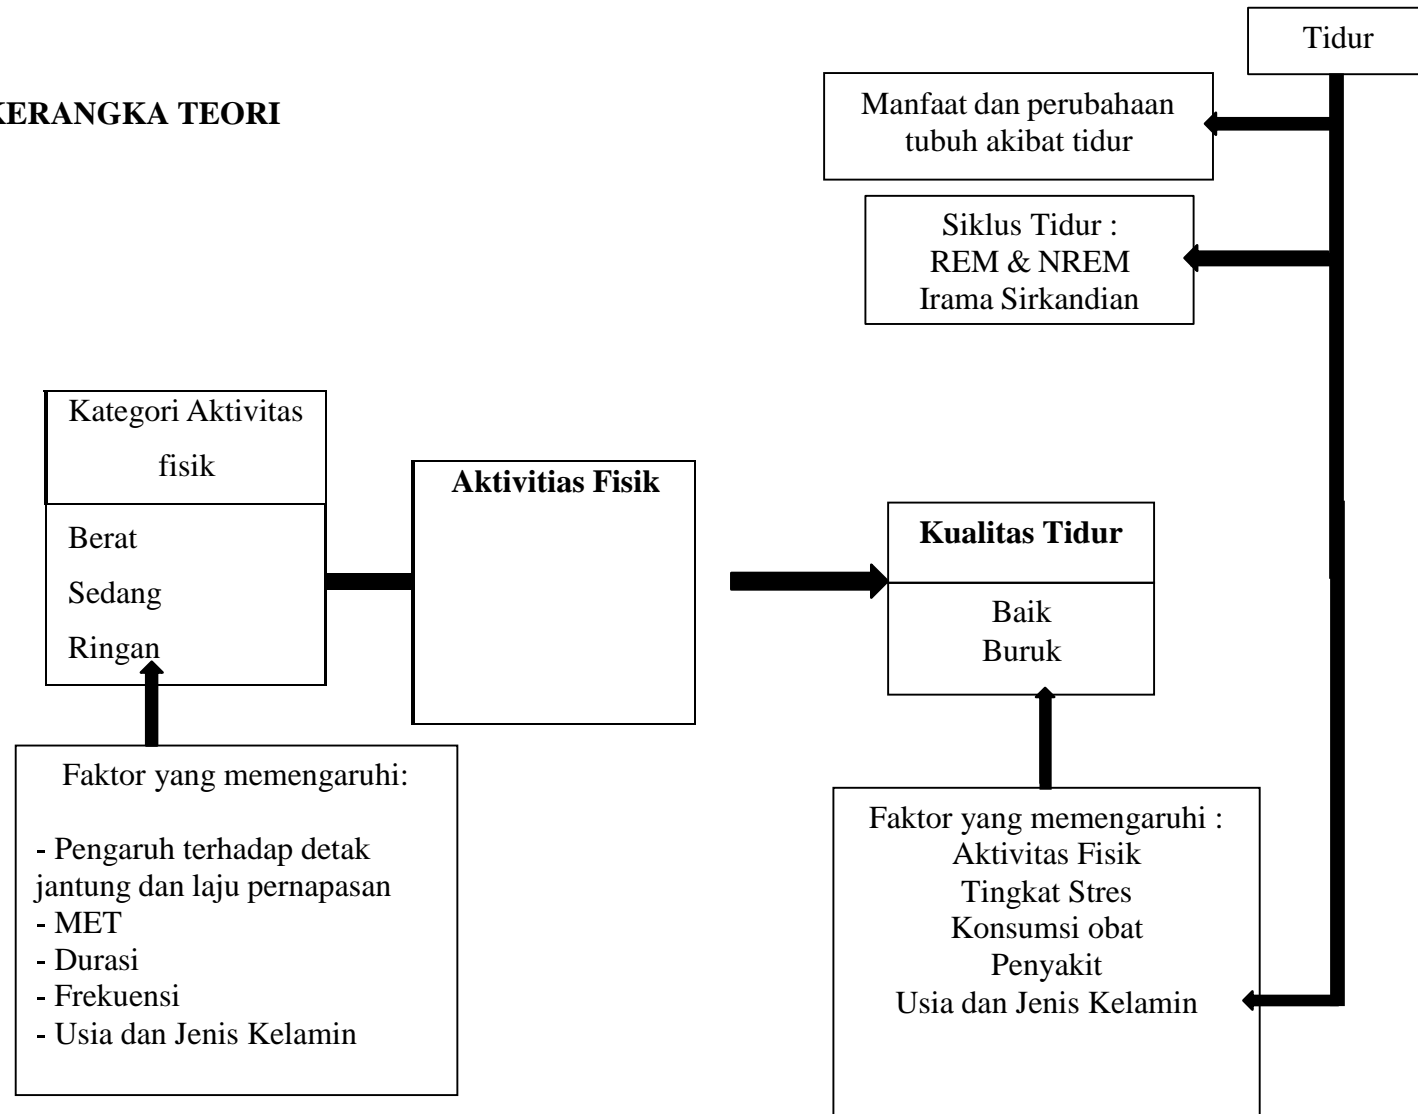 Tidur
KERANGKA TEORI
Manfaat dan perubahaan
tubuh akibat tidur
Siklus Tidur :
REM & NREM
Irama Sirkandian
Kategori Aktivitas
fisik
Berat
Sedang
Ringan
Aktivitias Fisik
Kualitas Tidur
Baik
Buruk
Faktor yang memengaruhi:
- Pengaruh terhadap detak
jantung dan laju pernapasan
- MET
- Durasi
- Frekuensi
- Usia dan Jenis Kelamin
Faktor yang memengaruhi :
Aktivitas Fisik
Tingkat Stres
Konsumsi obat
Penyakit
Usia dan Jenis Kelamin